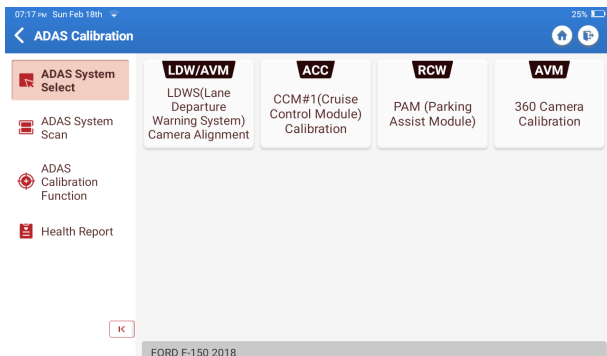 07:17 PM Sun Feb 18th
25%
ADAS Calibration
ADAS System
Select
ADAS System
Scan
ADAS
Calibration
Function
Health Report
LDW/AVM
LDWS(Lane
Departure
Warning System)
Camera Alignment
ACC
CCM#1(Cruise
Control Module)
Calibration
RCW
PAM (Parking
Assist Module)
AVM
360 Camera
Calibration
FORD F-150 2018